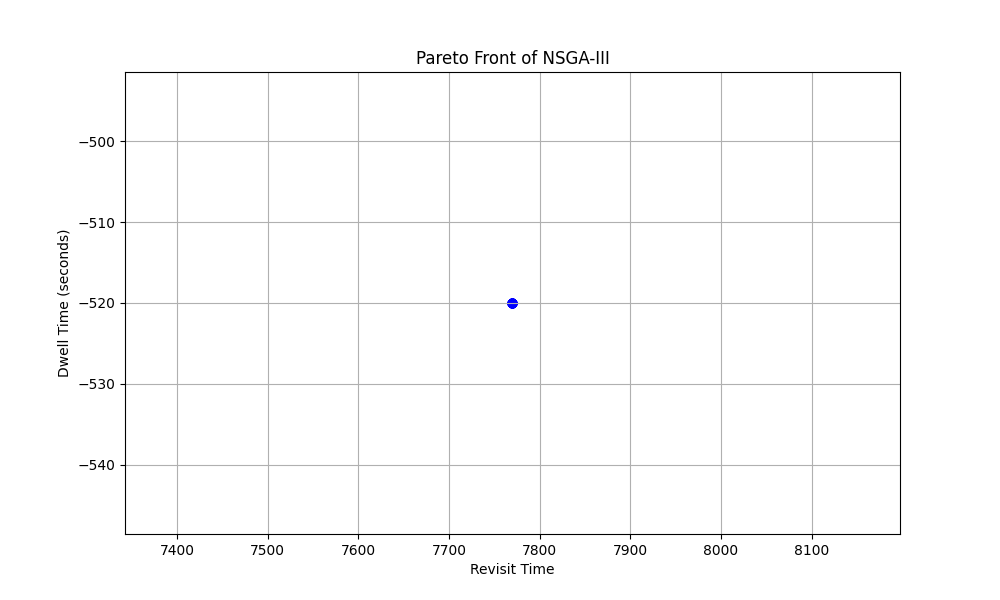 Pareto Front of NSGA-III
Dwell Time (seconds)
−500
−510
−520
−530
−540
7400 7500 7600 7700 7800 7900 8000 8100
Revisit Time